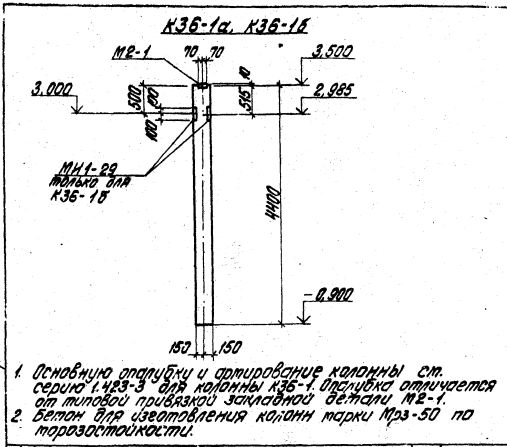 К36-1а, К36-1б
70 70
М2-1
10
3,500
3,000
500
100
100
515
2,985
МН1-29
только для
К36-1б
4400
-0,900
150 150
1. Основную опалубку и армирование колонны см.
серию 1.423-3 для колонны К36-1. Опалубка отличается
от типовой привязкой закладной детали М2-1.
2. Бетон для изготовления колонн марки Мрз-50 по
морозостойкости.